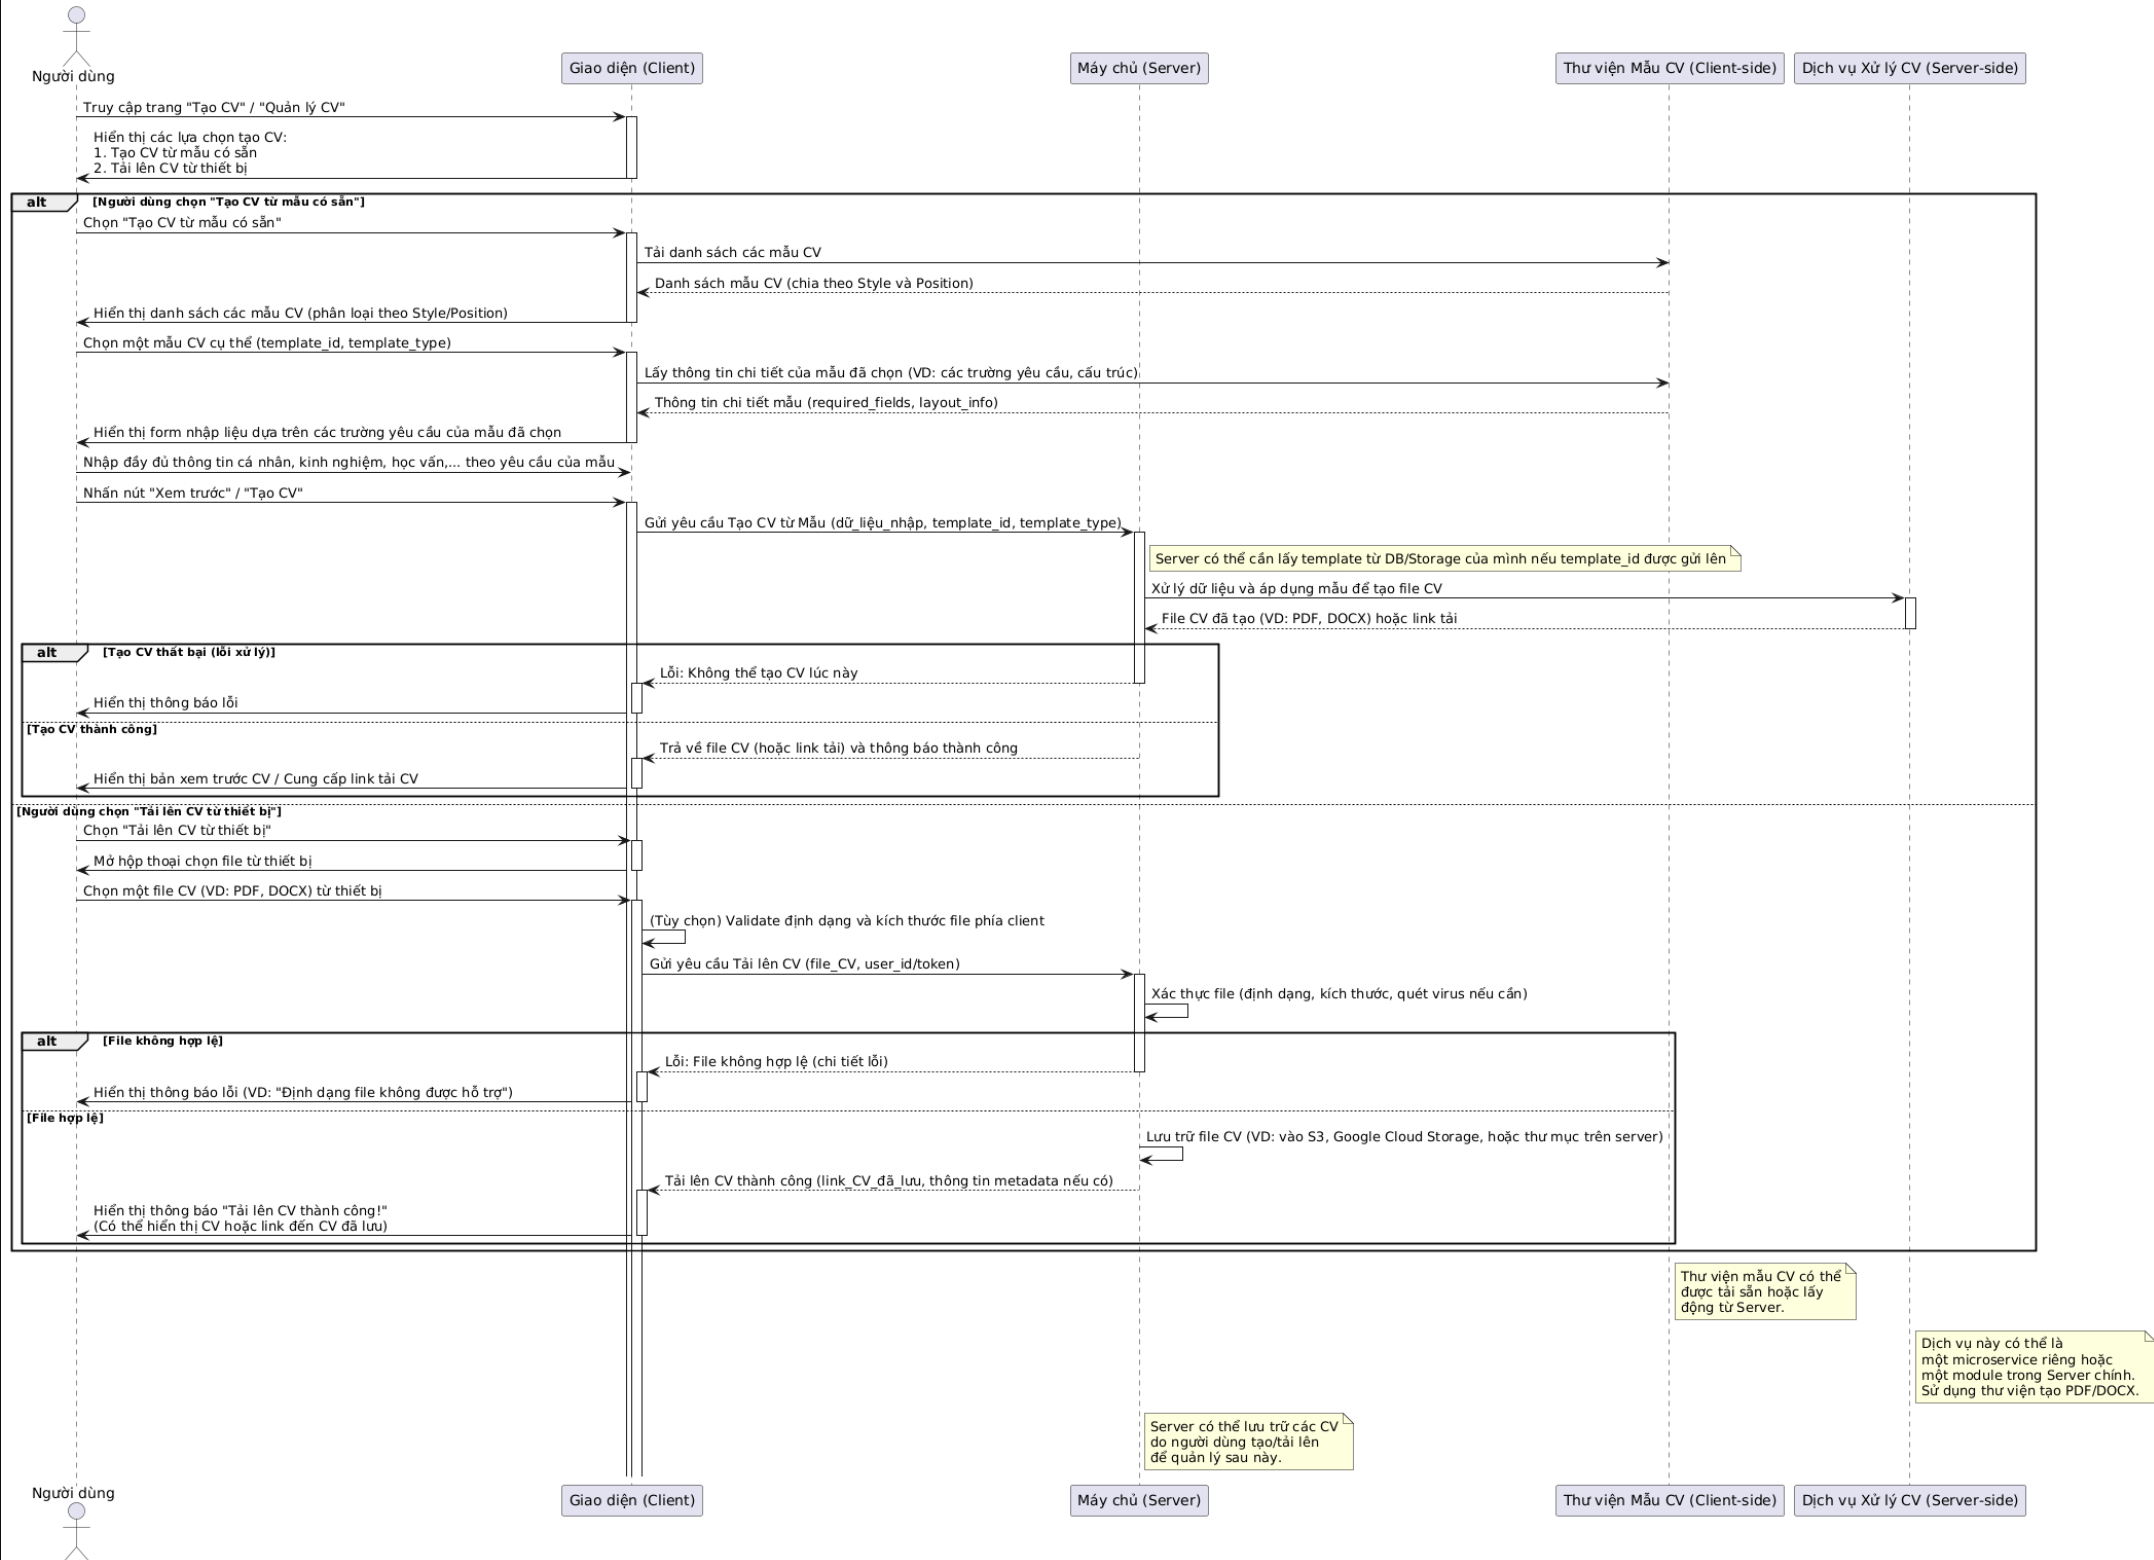 Người dùng
Giao diện (Client)
Máy chủ (Server)
Thư viện Mẫu CV (Client-side)
Dịch vụ Xử lý CV (Server-side)
Truy cập trang "Tạo CV" / "Quản lý CV"
Hiển thị các lựa chọn tạo CV:
1. Tạo CV từ mẫu có sẵn
2. Tải lên CV từ thiết bị
alt
[Người dùng chọn "Tạo CV từ mẫu có sẵn"]
Chọn "Tạo CV từ mẫu có sẵn"
Tải danh sách các mẫu CV
Danh sách mẫu CV (chia theo Style và Position)
Hiển thị danh sách các mẫu CV (phân loại theo Style/Position)
Chọn một mẫu CV cụ thể (template_id, template_type)
Lấy thông tin chi tiết của mẫu đã chọn (VD: các trường yêu cầu, cấu trúc)
Thông tin chi tiết mẫu (required_fields, layout_info)
Hiển thị form nhập liệu dựa trên các trường yêu cầu của mẫu đã chọn
Nhập đầy đủ thông tin cá nhân, kinh nghiệm, học vấn,... theo yêu cầu của mẫu
Nhấn nút "Xem trước" / "Tạo CV"
Gửi yêu cầu Tạo CV từ Mẫu (dữ_liệu_nhập, template_id, template_type)
Server có thể cần lấy template từ DB/Storage của mình nếu template_id được gửi lên
Xử lý dữ liệu và áp dụng mẫu để tạo file CV
File CV đã tạo (VD: PDF, DOCX) hoặc link tải
alt
[Tạo CV thất bại (lỗi xử lý)]
Lỗi: Không thể tạo CV lúc này
Hiển thị thông báo lỗi
[Tạo CV thành công]
Trả về file CV (hoặc link tải) và thông báo thành công
Hiển thị bản xem trước CV / Cung cấp link tải CV
[Người dùng chọn "Tải lên CV từ thiết bị"]
Chọn "Tải lên CV từ thiết bị"
Mở hộp thoại chọn file từ thiết bị
Chọn một file CV (VD: PDF, DOCX) từ thiết bị
(Tùy chọn) Validate định dạng và kích thước file phía client
Gửi yêu cầu Tải lên CV (file_CV, user_id/token)
Xác thực file (định dạng, kích thước, quét virus nếu cần)
alt
[File không hợp lệ]
Lỗi: File không hợp lệ (chi tiết lỗi)
Hiển thị thông báo lỗi (VD: "Định dạng file không được hỗ trợ")
[File hợp lệ]
Lưu trữ file CV (VD: vào S3, Google Cloud Storage, hoặc thư mục trên server)
Tải lên CV thành công (link_CV_đã_lưu, thông tin metadata nếu có)
Hiển thị thông báo "Tải lên CV thành công!"
(Có thể hiển thị CV hoặc link đến CV đã lưu)
Thư viện mẫu CV có thể
được tải sẵn hoặc lấy
động từ Server.
Dịch vụ này có thể là
một microservice riêng hoặc
một module trong Server chính.
Sử dụng thư viện tạo PDF/DOCX.
Server có thể lưu trữ các CV
do người dùng tạo/tải lên
để quản lý sau này.
Người dùng
Giao diện (Client)
Máy chủ (Server)
Thư viện Mẫu CV (Client-side)
Dịch vụ Xử lý CV (Server-side)